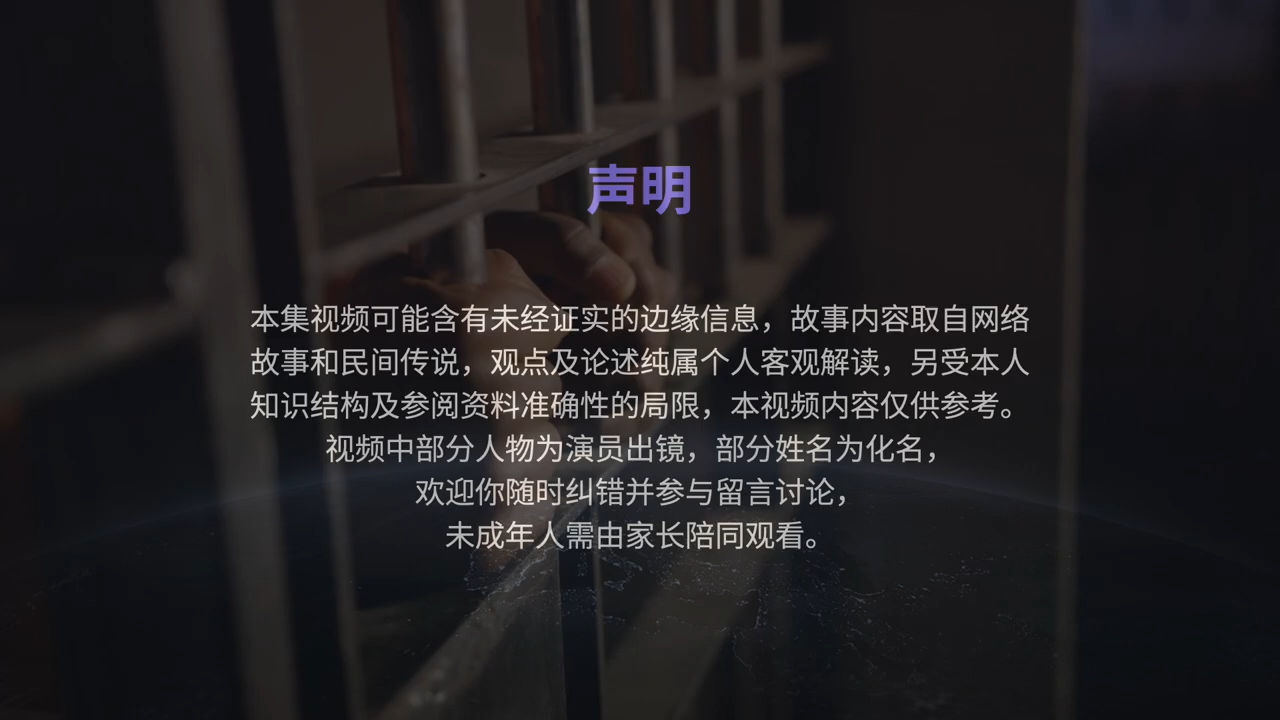 声明
本集视频可能含有未经证实的边缘信息，故事内容取自网络
故事和民间传说，观点及论述纯属个人客观解读，另受本人
知识结构及参阅资料准确性的局限，本视频内容仅供参考。
视频中部分人物为演员出镜，部分姓名为化名，
欢迎你随时纠错并参与留言讨论，
未成年人需由家长陪同观看。